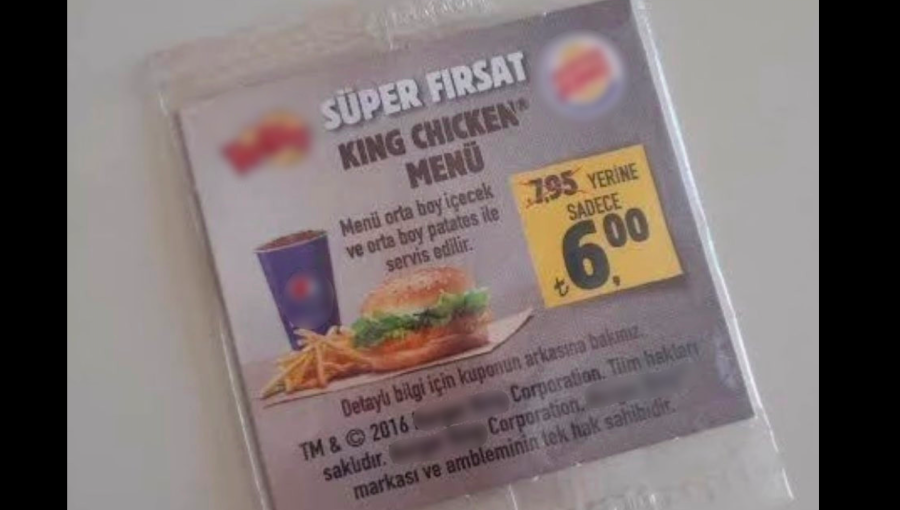 SÜPER FIRSAT
KING CHICKEN®
MENÜ
Menü orta boy içecek
ve orta boy patates ile
servis edilir.
7,95 YERİNE
SADECE
₺6,00
Detaylı bilgi için kuponun arkasına bakınız.
TM & © 2016 Corporation. Tüm hakları
saklıdır. Corporation,
markası ve ambleminin tek hak sahibidir.